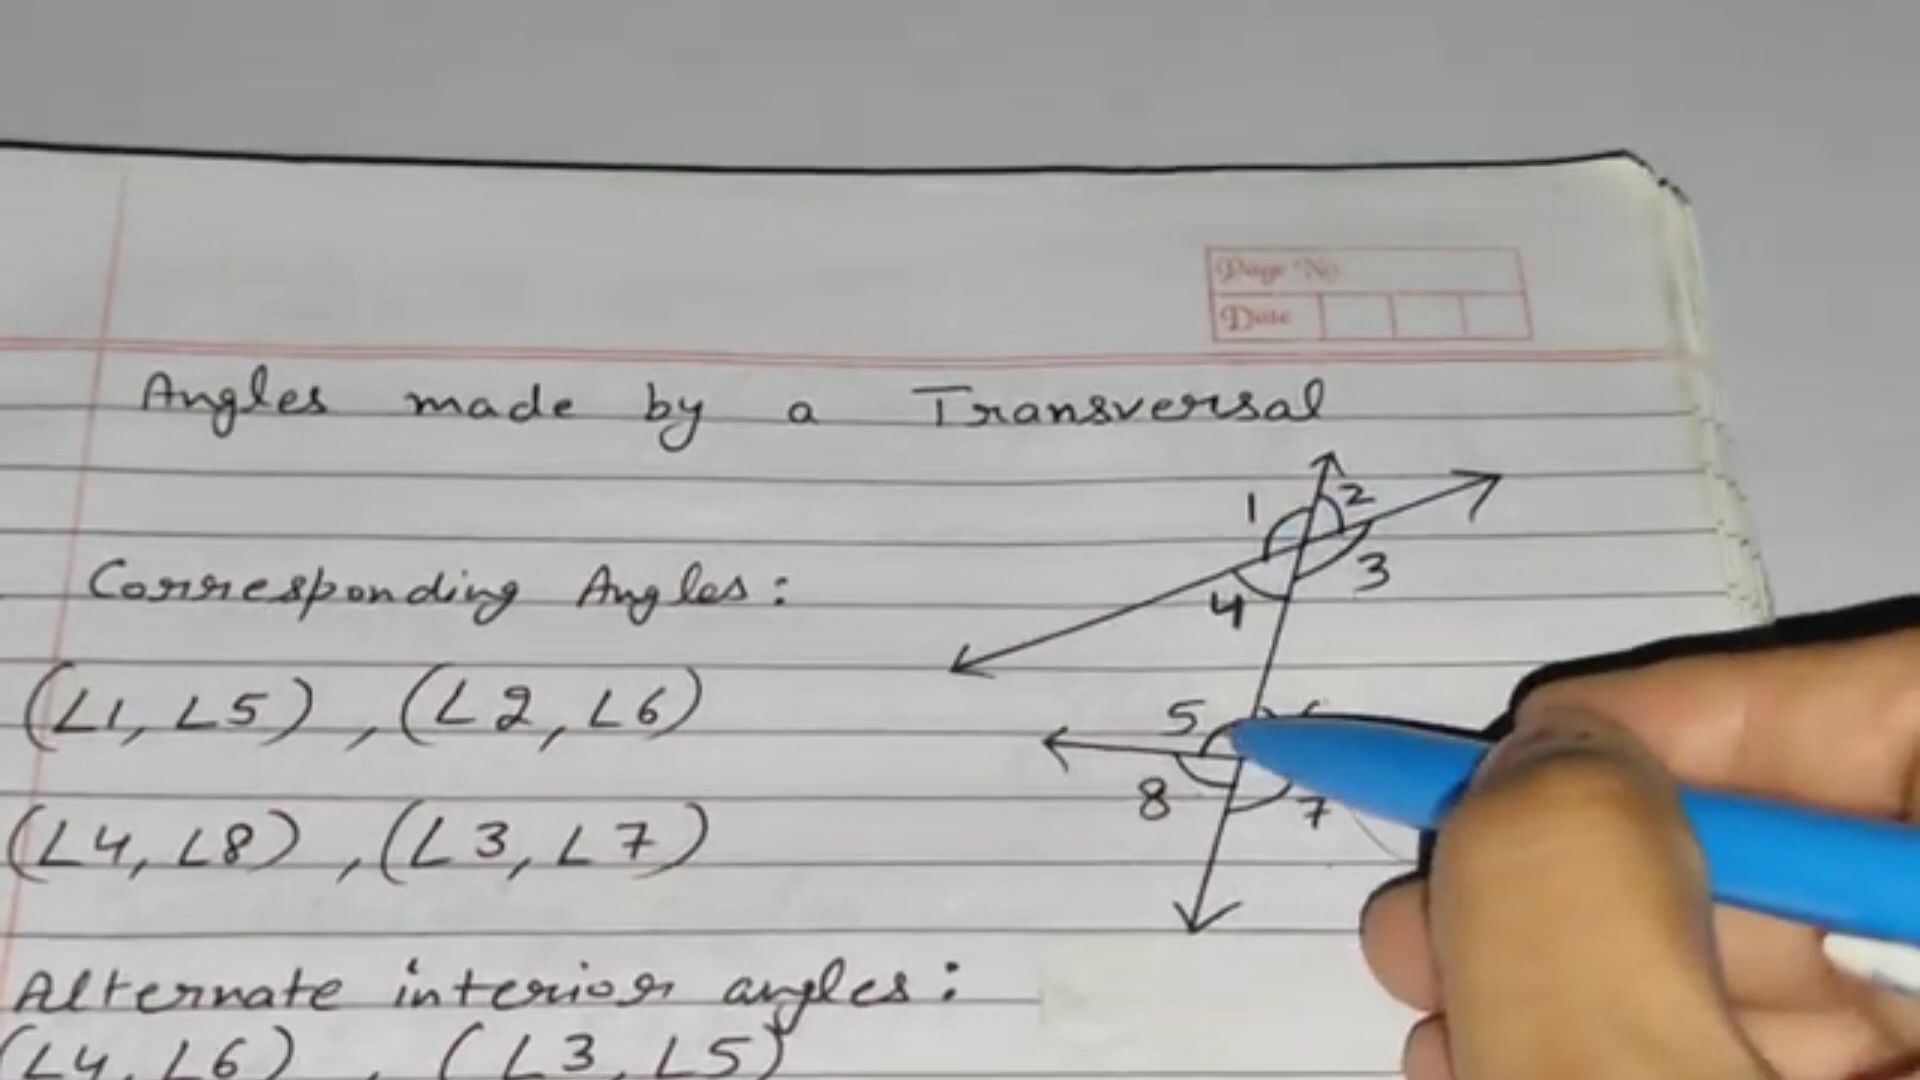 Page No.
Date
Angles made by a Transversal
1 2
3
4
Corresponding Angles:
(∠1, ∠5), (∠2, ∠6)
5
8 7
(∠4, ∠8), (∠3, ∠7)
Alternate interior angles:
(∠4, ∠6), (∠3, ∠5)